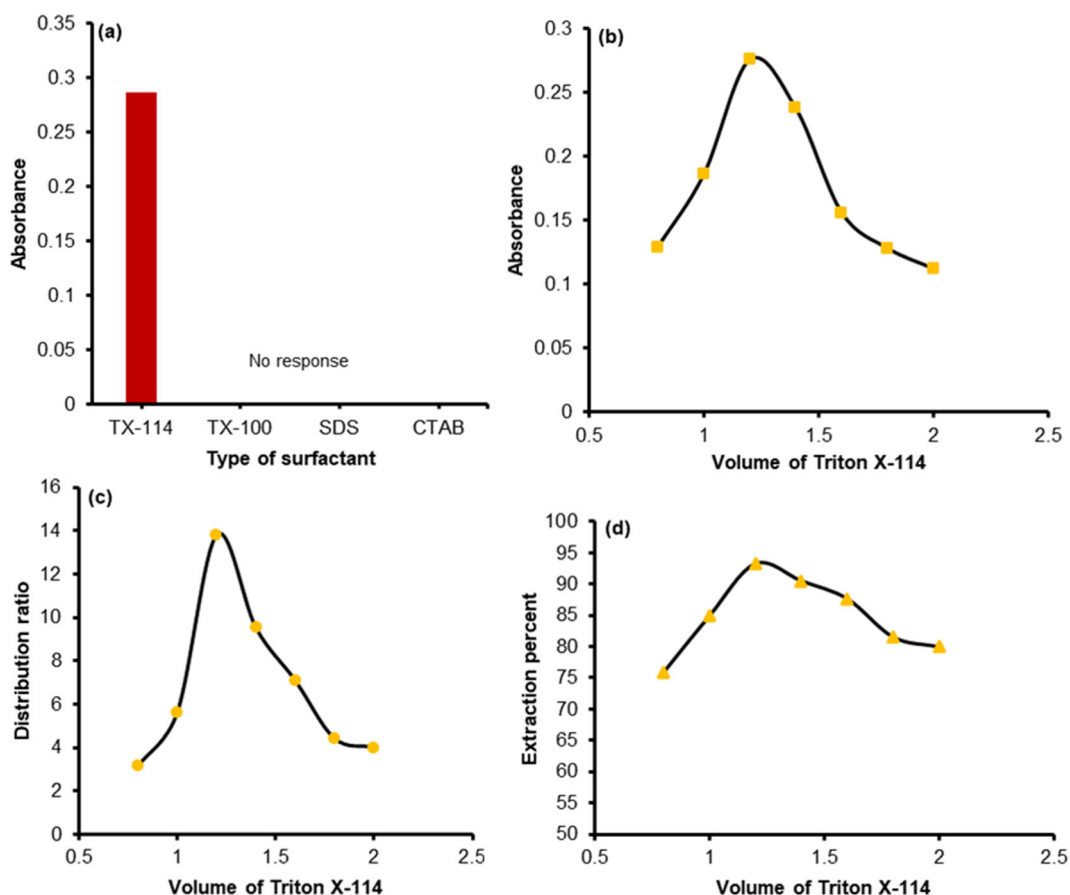 (a)
0.35
0.3
0.25
0.2
0.15
0.1
0.05
0
Absorbance
No response
TX-114 TX-100 SDS CTAB
Type of surfactant
(b)
0.3
0.25
0.2
0.15
0.1
0.05
0
Absorbance
0.5 1 1.5 2 2.5
Volume of Triton X-114
(c)
16
14
12
10
8
6
4
2
0
Distribution ratio
0.5 1 1.5 2 2.5
Volume of Triton X-114
(d)
100
95
90
85
80
75
70
65
60
55
50
Extraction percent
0.5 1 1.5 2 2.5
Volume of Triton X-114